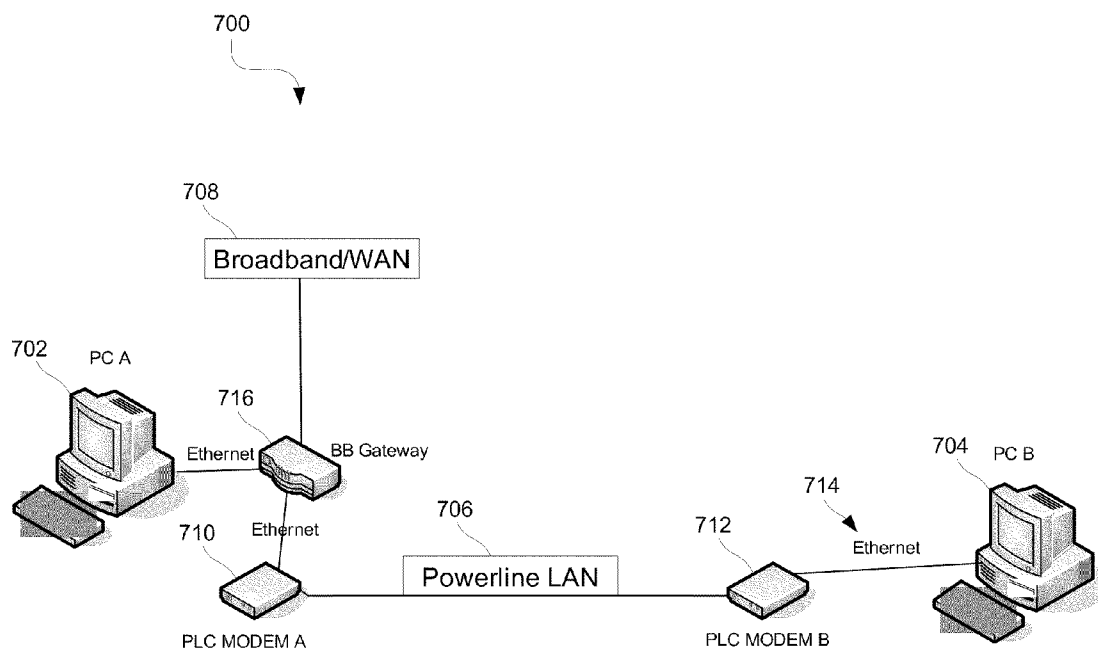 700
708
Broadband/WAN
702
PC A
716
Ethernet
BB Gateway
704
PC B
714
Ethernet
706
710
Ethernet
712
Powerline LAN
PLC MODEM A
PLC MODEM B